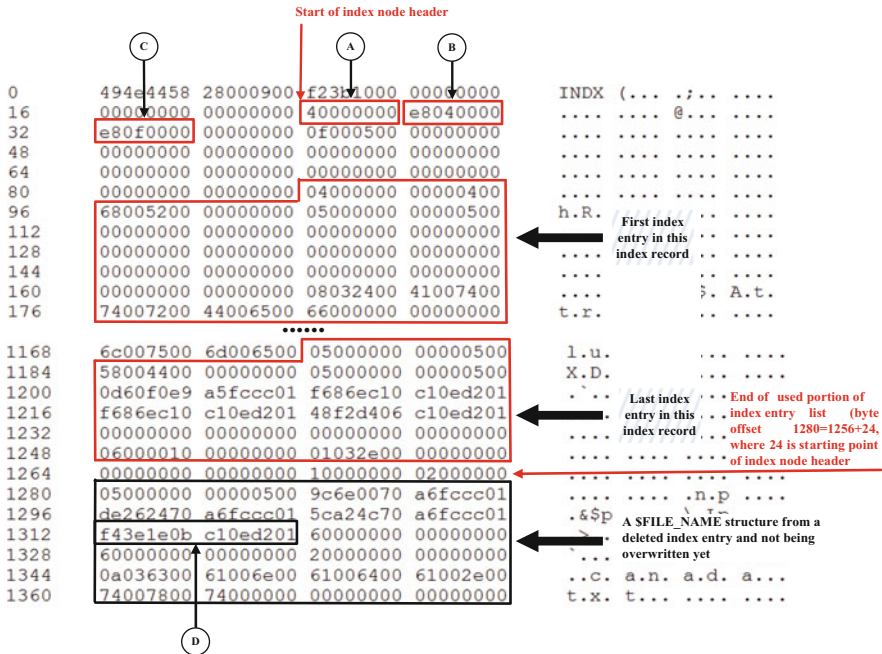 Start of index node header
C A B
0 494e4458 28000900 f23b1000 00000000 INDX (... .;.. ....
16 00000000 00000000 40000000 e8040000 .... .... @... ....
32 e80f0000 00000000 0f000500 00000000 .... .... .... ....
48 00000000 00000000 00000000 00000000 .... .... .... ....
64 00000000 00000000 00000000 00000000 .... .... .... ....
80 00000000 00000000 04000000 00000400 .... .... .... ....
96 68005200 00000000 05000000 00000500 h.R. .. ....
112 00000000 00000000 00000000 00000000 .... .. ....
128 00000000 00000000 00000000 00000000 .... .. ....
144 00000000 00000000 00000000 00000000 .... .. ....
160 00000000 00000000 08032400 41007400 .... $. A.t.
176 74007200 44006500 66000000 00000000 t.r. .. ....
First index
entry in this
index record
......
1168 6c007500 6d006500 05000000 00000500 l.u. ... ....
1184 58004400 00000000 05000000 00000500 X.D. ... ....
1200 0d60f0e9 a5fccc01 f686ec10 c10ed201 .`..
1216 f686ec10 c10ed201 48f2d406 c10ed201 ....
1232 00000000 00000000 00000000 00000000 ....
1248 06000010 00000000 01032e00 00000000 ....
1264 00000000 00000000 10000000 02000000 .... ....
Last index
entry in this
index record
End of used portion of
index entry list (byte
offset 1280=1256+24,
where 24 is starting point
of index node header
1280 05000000 00000500 9c6e0070 a6fccc01 .... .n.p ....
1296 de262470 a6fccc01 5ca24c70 a6fccc01 .&$p
1312 f43e1e0b c10ed201 60000000 00000000
1328 60000000 00000000 20000000 00000000 `...
1344 0a036300 61006e00 61006400 61002e00 ..c. a.n. a.d. a...
1360 74007800 74000000 00000000 00000000 t.x. t... .... ....
A $FILE_NAME structure from a
deleted index entry and not being
overwritten yet
D